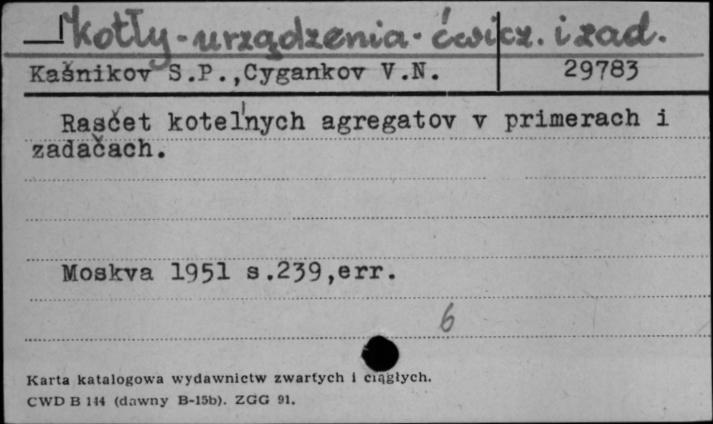 Kotły - urządzenia - ćwicz. i zad.
Kašnikov S.P.,Cygankov V.N. 29783
Rasčet kotel'nych agregatov v primerach i
zadačach.
Moskva 1951 s.239,err.
6
Karta katalogowa wydawnictw zwartych i ciągłych.
CWD B 144 (dawny B-15b). ZGG 91.